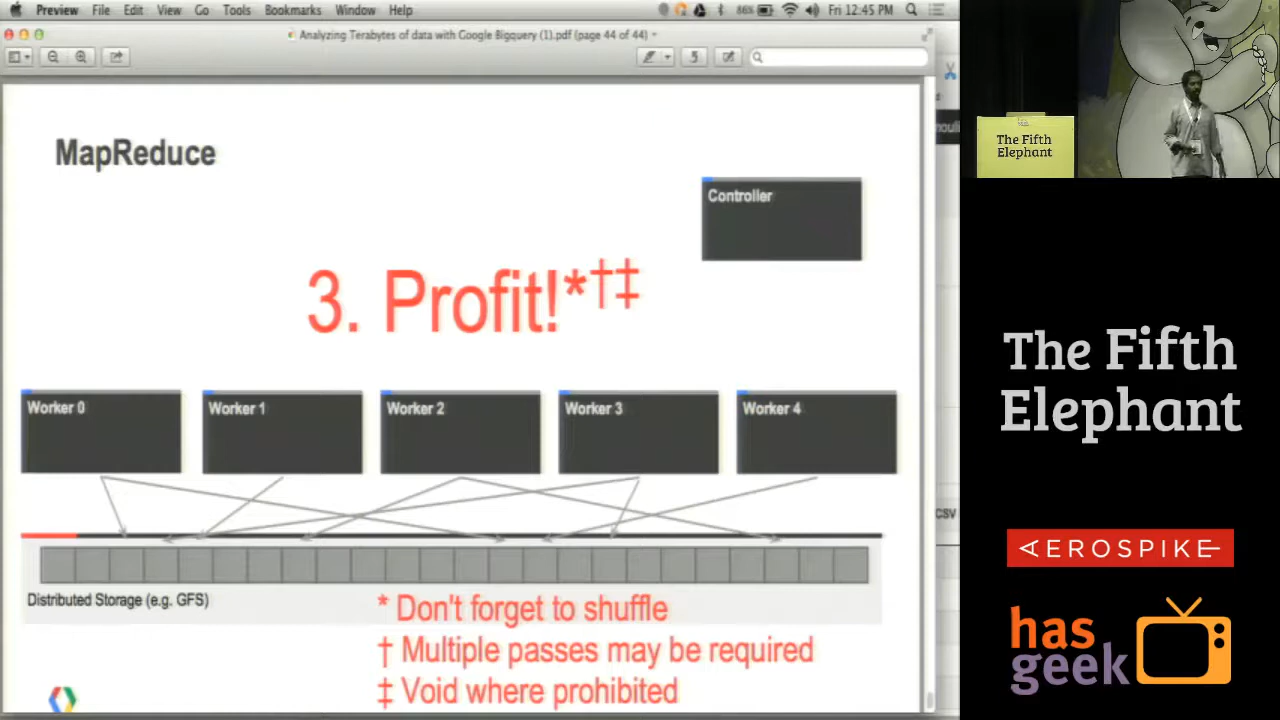 Preview File Edit View Go Tools Bookmarks Window Help
86% Fri 12:45 PM
Analyzing Terabytes of data with Google Bigquery (1).pdf (page 44 of 44)
MapReduce
Controller
3. Profit!*†‡
Worker 0
Worker 1
Worker 2
Worker 3
Worker 4
Distributed Storage (e.g. GFS)
* Don't forget to shuffle
† Multiple passes may be required
‡ Void where prohibited
csv
The Fifth
Elephant
The Fifth
Elephant
AEROSPIKE
has
geek